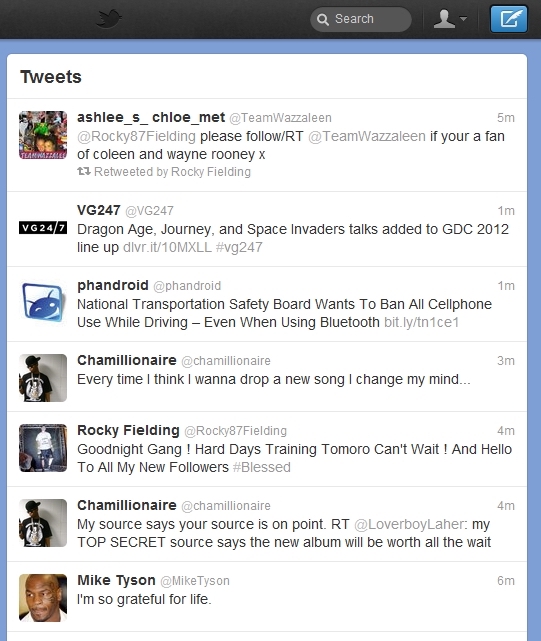 Search
Tweets
ashlee_s_ chloe_met @TeamWazzaleen 5m
@Rocky87Fielding please follow/RT @TeamWazzaleen if your a fan
of coleen and wayne rooney x
Retweeted by Rocky Fielding
TEAMWAZZALEE
VG247 @VG247 1m
VG24/7
Dragon Age, Journey, and Space Invaders talks added to GDC 2012
line up dlvr.it/10MXLL #vg247
phandroid @phandroid 1m
National Transportation Safety Board Wants To Ban All Cellphone
Use While Driving – Even When Using Bluetooth bit.ly/tn1ce1
Chamillionaire @chamillionaire 3m
Every time I think I wanna drop a new song I change my mind...
Rocky Fielding @Rocky87Fielding 4m
Goodnight Gang ! Hard Days Training Tomoro Can't Wait ! And Hello
To All My New Followers #Blessed
Chamillionaire @chamillionaire 4m
My source says your source is on point. RT @LoverboyLaher: my
TOP SECRET source says the new album will be worth all the wait
Mike Tyson @MikeTyson 6m
I'm so grateful for life.